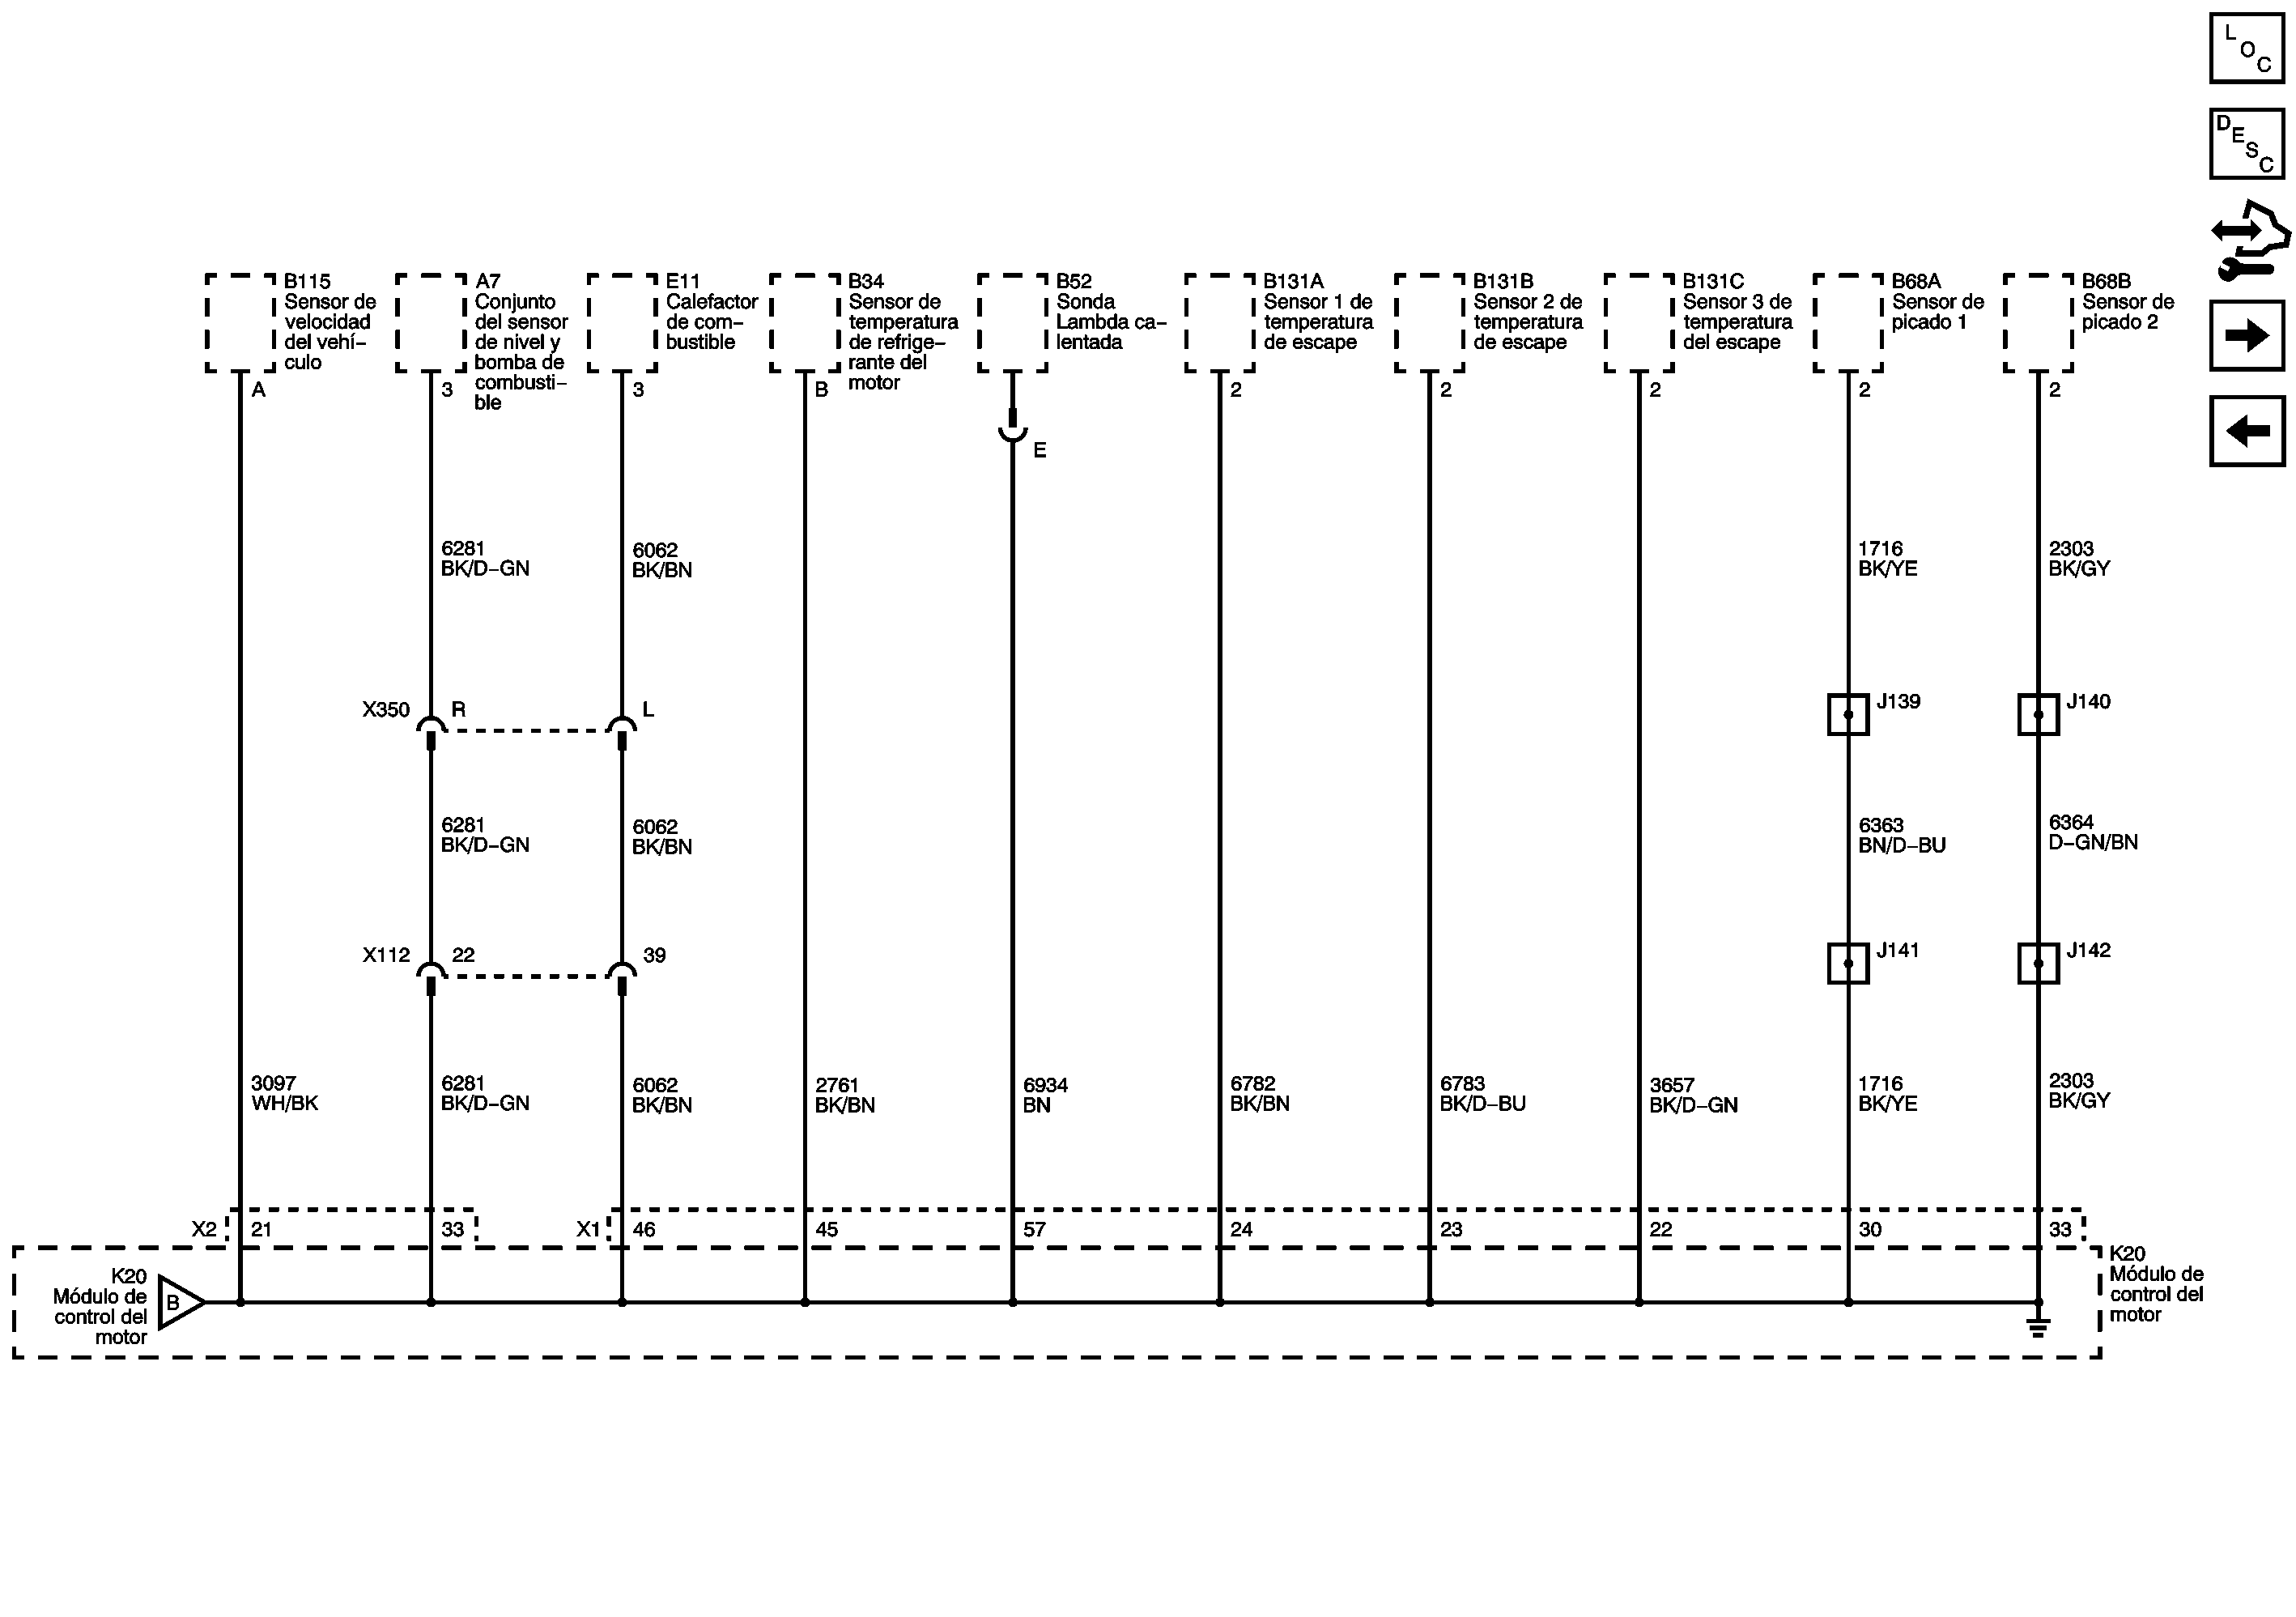 L
O
C
D
E
S
C
B115
Sensor de
velocidad
del vehí–
culo
A
A7
Conjunto
del sensor
de nivel y
bomba de
combusti–
ble
3
E11
Calefactor
de com–
bustible
3
B34
Sensor de
temperatura
de refrige–
rante del
motor
B
B52
Sonda
Lambda ca–
lentada
E
B131A
Sensor 1 de
temperatura
de escape
2
B131B
Sensor 2 de
temperatura
de escape
2
B131C
Sensor 3 de
temperatura
del escape
2
B68A
Sensor de
picado 1
2
B68B
Sensor de
picado 2
2
6281
BK/D–GN
6062
BK/BN
1716
BK/YE
2303
BK/GY
X350
R
L
J139
J140
6281
BK/D–GN
6062
BK/BN
6363
BN/D–BU
6364
D–GN/BN
X112
22
39
J141
J142
3097
WH/BK
6281
BK/D–GN
6062
BK/BN
2761
BK/BN
6934
BN
6782
BK/BN
6783
BK/D–BU
3657
BK/D–GN
1716
BK/YE
2303
BK/GY
X2
21
33
X1
46
45
57
24
23
22
30
33
K20
Módulo de
control del
motor
B
K20
Módulo de
control del
motor